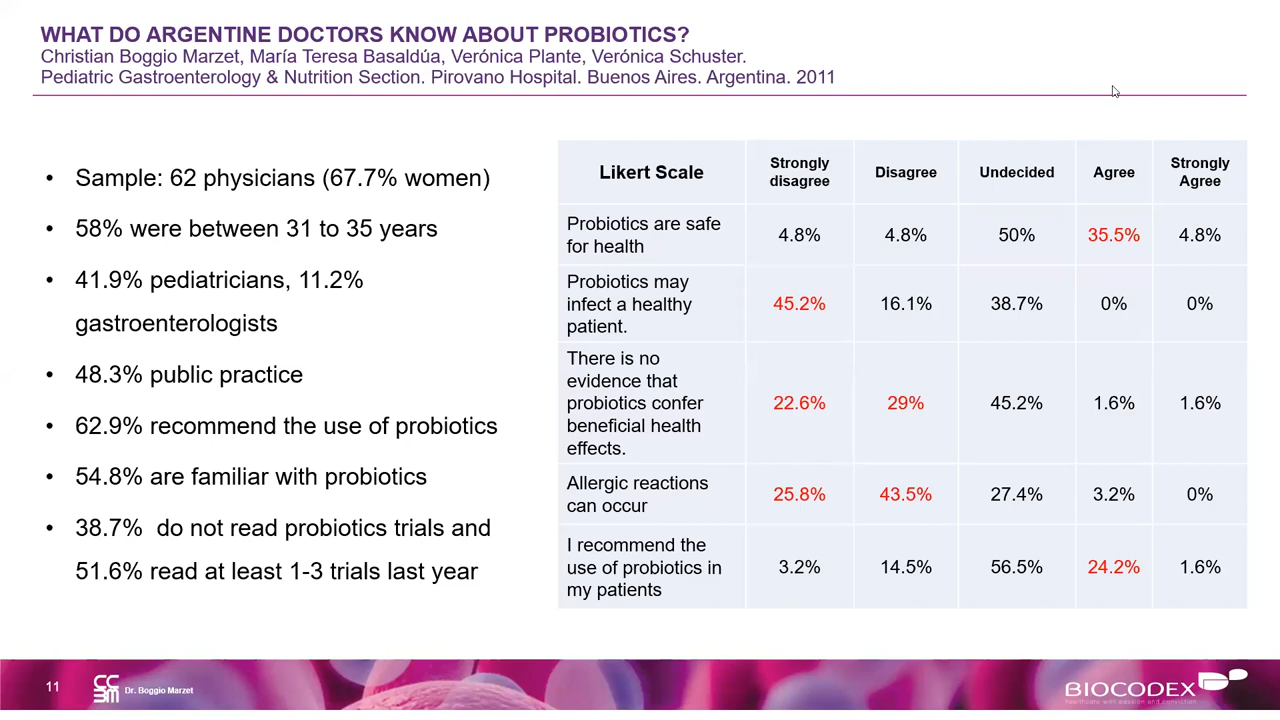 WHAT DO ARGENTINE DOCTORS KNOW ABOUT PROBIOTICS?
Christian Boggio Marzet, María Teresa Basaldúa, Verónica Plante, Verónica Schuster.
Pediatric Gastroenterology & Nutrition Section. Pirovano Hospital. Buenos Aires. Argentina. 2011
• Sample: 62 physicians (67.7% women)
• 58% were between 31 to 35 years
• 41.9% pediatricians, 11.2%
gastroenterologists
• 48.3% public practice
• 62.9% recommend the use of probiotics
• 54.8% are familiar with probiotics
• 38.7% do not read probiotics trials and
51.6% read at least 1-3 trials last year
Likert Scale
Strongly
disagree
Disagree
Undecided
Agree
Strongly
Agree
Probiotics are safe
for health
4.8% 4.8% 50% 35.5% 4.8%
Probiotics may
infect a healthy
patient.
45.2% 16.1% 38.7% 0% 0%
There is no
evidence that
probiotics confer
beneficial health
effects.
22.6% 29% 45.2% 1.6% 1.6%
Allergic reactions
can occur
25.8% 43.5% 27.4% 3.2% 0%
I recommend the
use of probiotics in
my patients
3.2% 14.5% 56.5% 24.2% 1.6%
11
Dr. Boggio Marzet
BIOCODEX
healthcare with passion and conviction